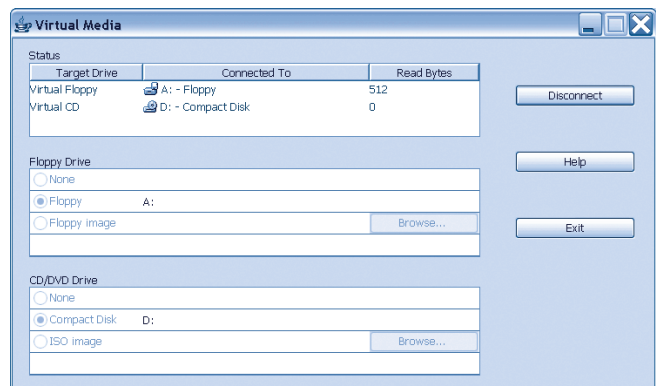 Virtual Media
Status
Target Drive Connected To Read Bytes
Virtual Floppy A: - Floppy 512
Virtual CD D: - Compact Disk 0
Disconnect
Floppy Drive
None
Help
Floppy A:
Floppy image Browse...
Exit
CD/DVD Drive
None
Compact Disk D:
ISO image Browse...